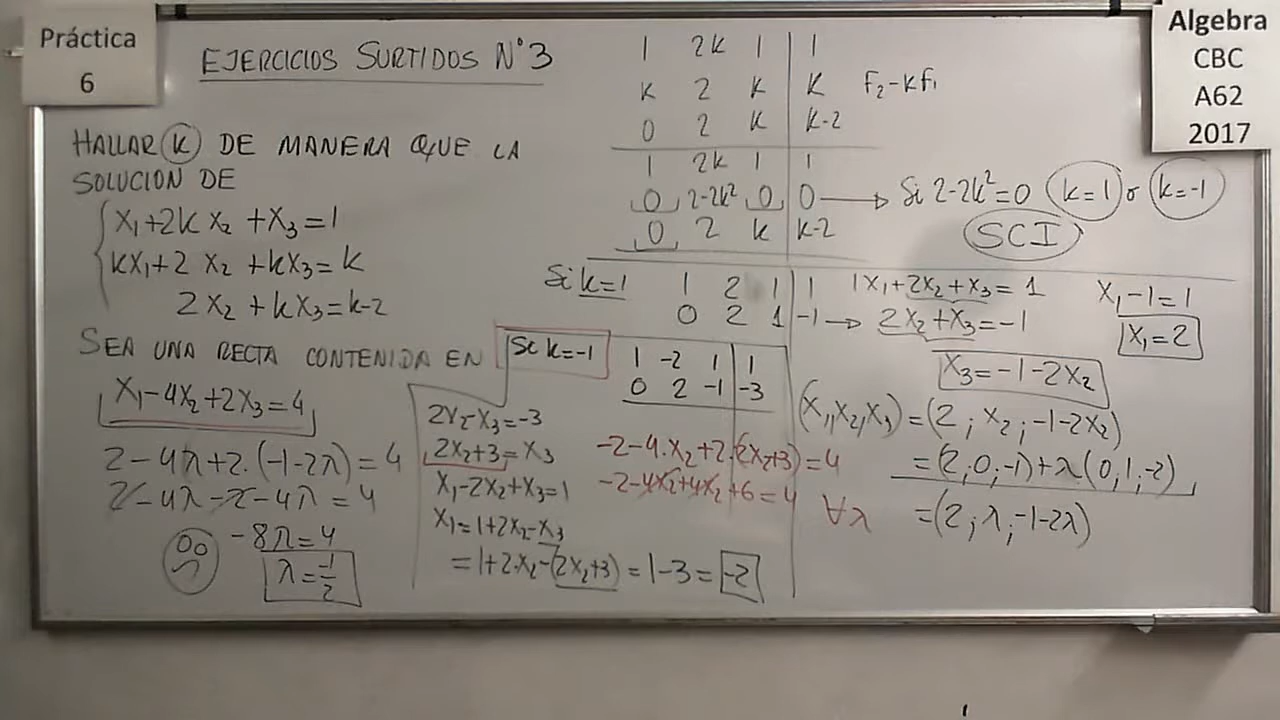 Práctica
6
Algebra
CBC
A62
2017
EJERCICIOS SURTIDOS N°3
HALLAR K DE MANERA QUE LA
SOLUCION DE
X₁+2K X₂ +X₃=1
KX₁+2 X₂ +KX₃=K
2X₂ +KX₃=K-2
SEA UNA RECTA CONTENIDA EN
X₁-4X₂+2X₃=4
2-4λ+2.(-1-2λ)=4
2-4λ-2-4λ=4
-8λ=4
λ=-1/2
1 2K 1 | 1
K 2 K | K F₂-KF₁
0 2 K | K-2
1 2K 1 | 1
0 2-2K² 0 | 0 → Si 2-2K²=0 K=1 o K=-1
0 2 K | K-2
SCI
Si K=1
1 2 1 | 1 1X₁+2X₂+X₃=1
0 2 1 | -1 → 2X₂+X₃=-1
X₁-1=1
X₁=2
X₃=-1-2X₂
(X₁,X₂,X₃)=(2; X₂; -1-2X₂)
=(2;0;-1)+λ(0,1,-2)
=(2; λ; -1-2λ)
Si K=-1
1 -2 1 | 1
0 2 -1 | -3
2X₂-X₃=-3
2X₂+3=X₃
X₁-2X₂+X₃=1
X₁=1+2X₂-X₃
=1+2.X₂-(2X₂+3)=1-3=-2
-2-4.X₂+2.(2X₂+3)=4
-2-4X₂+4X₂+6=4 ∀λ